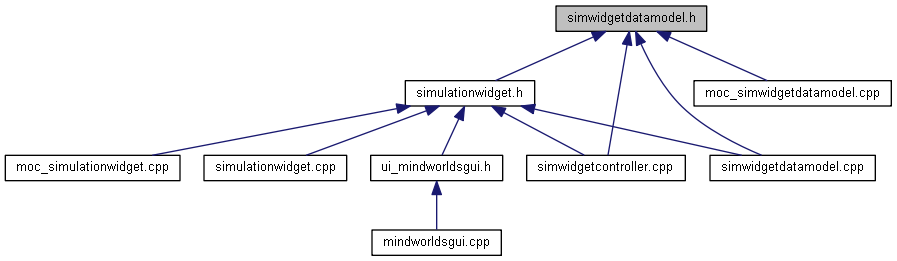 simwidgetdatamodel.h
simulationwidget.h
moc_simwidgetdatamodel.cpp
moc_simulationwidget.cpp
simulationwidget.cpp
ui_mindworldsgui.h
simwidgetcontroller.cpp
simwidgetdatamodel.cpp
mindworldsgui.cpp